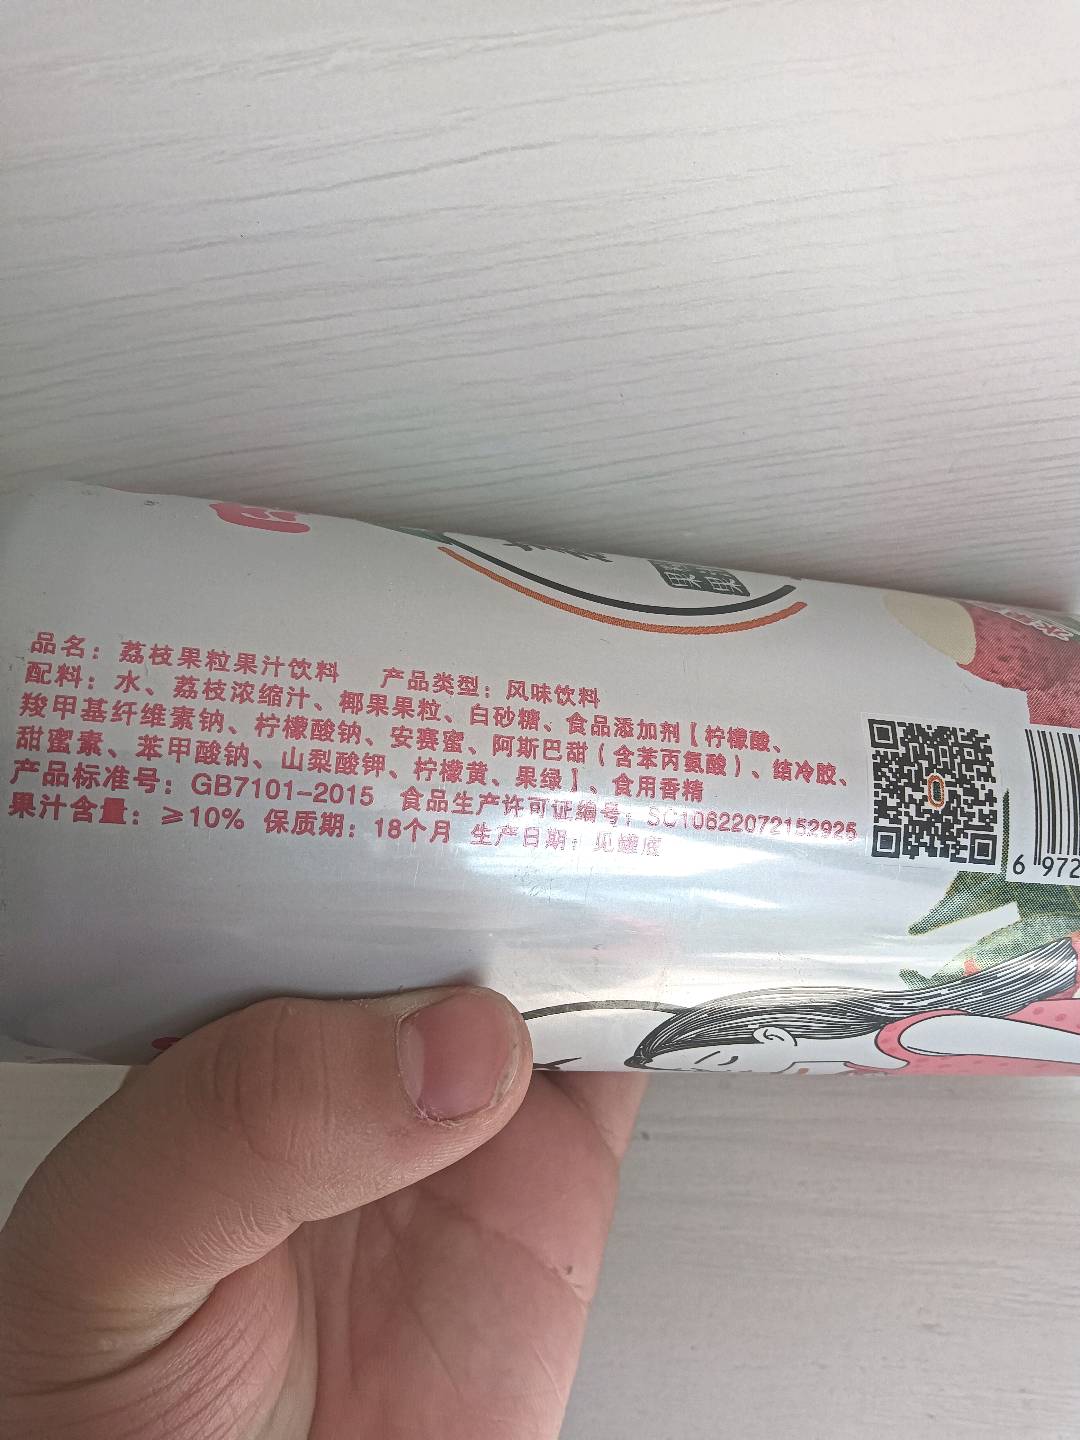 果粒
果汁
品名：荔枝果粒果汁饮料 产品类型：风味饮料
配料：水、荔枝浓缩汁、椰果果粒、白砂糖、食品添加剂【柠檬酸、
羧甲基纤维素钠、柠檬酸钠、安赛蜜、阿斯巴甜（含苯丙氨酸）、结冷胶、
甜蜜素、苯甲酸钠、山梨酸钾、柠檬黄、果绿】、食用香精
产品标准号：GB7101-2015 食品生产许可证编号：SC10622072152925
果汁含量：≥10% 保质期：18个月 生产日期：见罐底
6 972